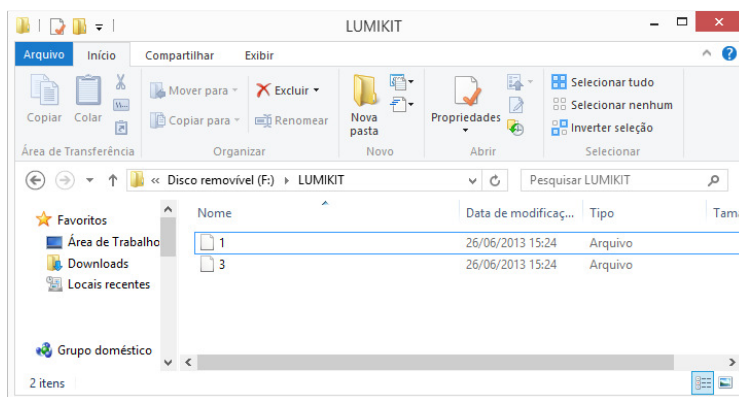 LUMIKIT
Arquivo Início Compartilhar Exibir
Copiar Colar Mover para Copiar para Excluir Renomear Nova pasta Propriedades Selecionar tudo Selecionar nenhum Inverter seleção
Área de Transferência Organizar Novo Abrir Selecionar
« Disco removível (F:) LUMIKIT Pesquisar LUMIKIT
Favoritos
Área de Trabalho
Downloads
Locais recentes
Grupo doméstico
Nome Data de modificaç... Tipo Tam
1 26/06/2013 15:24 Arquivo
3 26/06/2013 15:24 Arquivo
2 itens